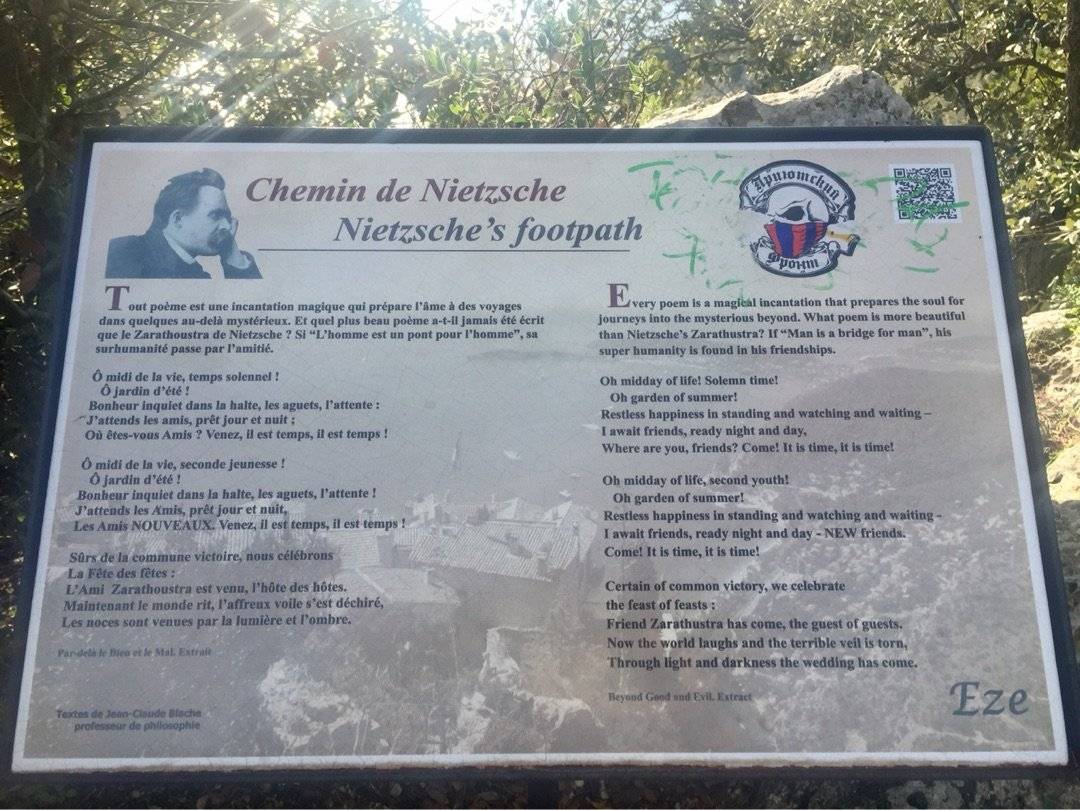 Chemin de Nietzsche
Nietzsche's footpath
Приютский
Фронт
Tout poème est une incantation magique qui prépare l'âme à des voyages
dans quelques au-delà mystérieux. Et quel plus beau poème a-t-il jamais été écrit
que le Zarathoustra de Nietzsche ? Si "L'homme est un pont pour l'homme", sa
surhumanité passe par l'amitié.
Ô midi de la vie, temps solennel !
Ô jardin d'été !
Bonheur inquiet dans la halte, les aguets, l'attente :
J'attends les amis, prêt jour et nuit ;
Où êtes-vous Amis ? Venez, il est temps, il est temps !
Ô midi de la vie, seconde jeunesse !
Ô jardin d'été !
Bonheur inquiet dans la halte, les aguets, l'attente !
J'attends les Amis, prêt jour et nuit,
Les Amis NOUVEAUX. Venez, il est temps, il est temps !
Sûrs de la commune victoire, nous célébrons
La Fête des fêtes :
L'Ami Zarathoustra est venu, l'hôte des hôtes.
Maintenant le monde rit, l'affreux voile s'est déchiré,
Les noces sont venues par la lumière et l'ombre.
Par-delà le Bien et le Mal. Extrait
Textes de Jean-Claude Blache
professeur de philosophie
Every poem is a magical incantation that prepares the soul for
journeys into the mysterious beyond. What poem is more beautiful
than Nietzsche's Zarathustra? If "Man is a bridge for man", his
super humanity is found in his friendships.
Oh midday of life! Solemn time!
Oh garden of summer!
Restless happiness in standing and watching and waiting –
I await friends, ready night and day,
Where are you, friends? Come! It is time, it is time!
Oh midday of life, second youth!
Oh garden of summer!
Restless happiness in standing and watching and waiting -
I await friends, ready night and day - NEW friends.
Come! It is time, it is time!
Certain of common victory, we celebrate
the feast of feasts :
Friend Zarathustra has come, the guest of guests.
Now the world laughs and the terrible veil is torn,
Through light and darkness the wedding has come.
Beyond Good and Evil. Extract
Eze